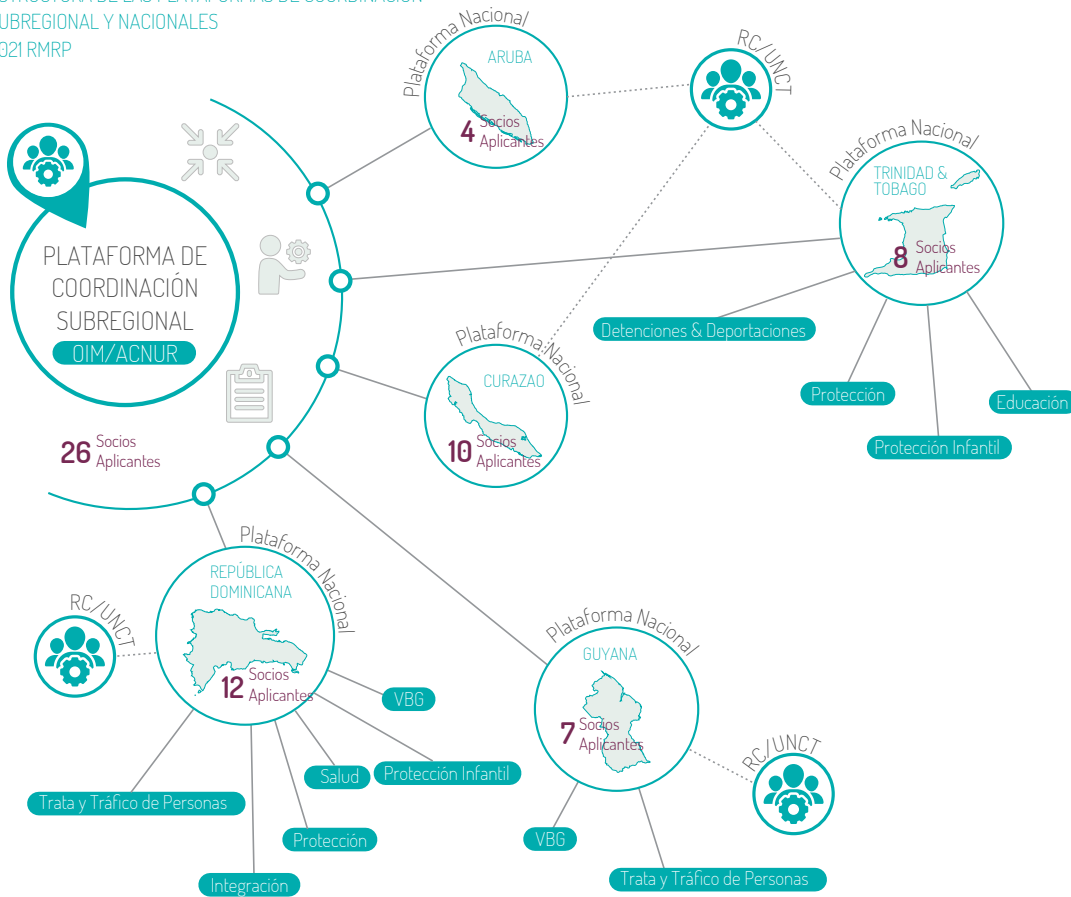 UBREGIONAL Y NACIONALES
021 RMRP
PLATAFORMA DE
COORDINACIÓN
SUBREGIONAL
OIM/ACNUR
26 Socios
Aplicantes
Plataforma Nacional
ARUBA
4 Socios
Aplicantes
RC/UNCT
Plataforma Nacional
TRINIDAD &
TOBAGO
8 Socios
Aplicantes
Detenciones & Deportaciones
Protección
Educación
Protección Infantil
Plataforma Nacional
CURAZAO
10 Socios
Aplicantes
Plataforma Nacional
REPÚBLICA
DOMINICANA
12 Socios
Aplicantes
RC/UNCT
VBG
Salud
Protección Infantil
Trata y Tráfico de Personas
Protección
Integración
Plataforma Nacional
GUYANA
7 Socios
Aplicantes
RC/UNCT
VBG
Trata y Tráfico de Personas